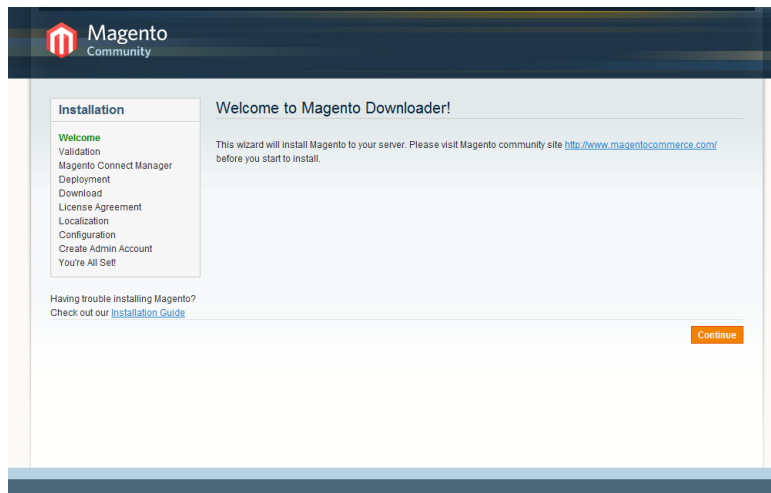 Magento
Community
Installation
Welcome
Validation
Magento Connect Manager
Deployment
Download
License Agreement
Localization
Configuration
Create Admin Account
You're All Set!
Having trouble installing Magento?
Check out our Installation Guide
Welcome to Magento Downloader!
This wizard will install Magento to your server. Please visit Magento community site http://www.magentocommerce.com/
before you start to install.
Continue